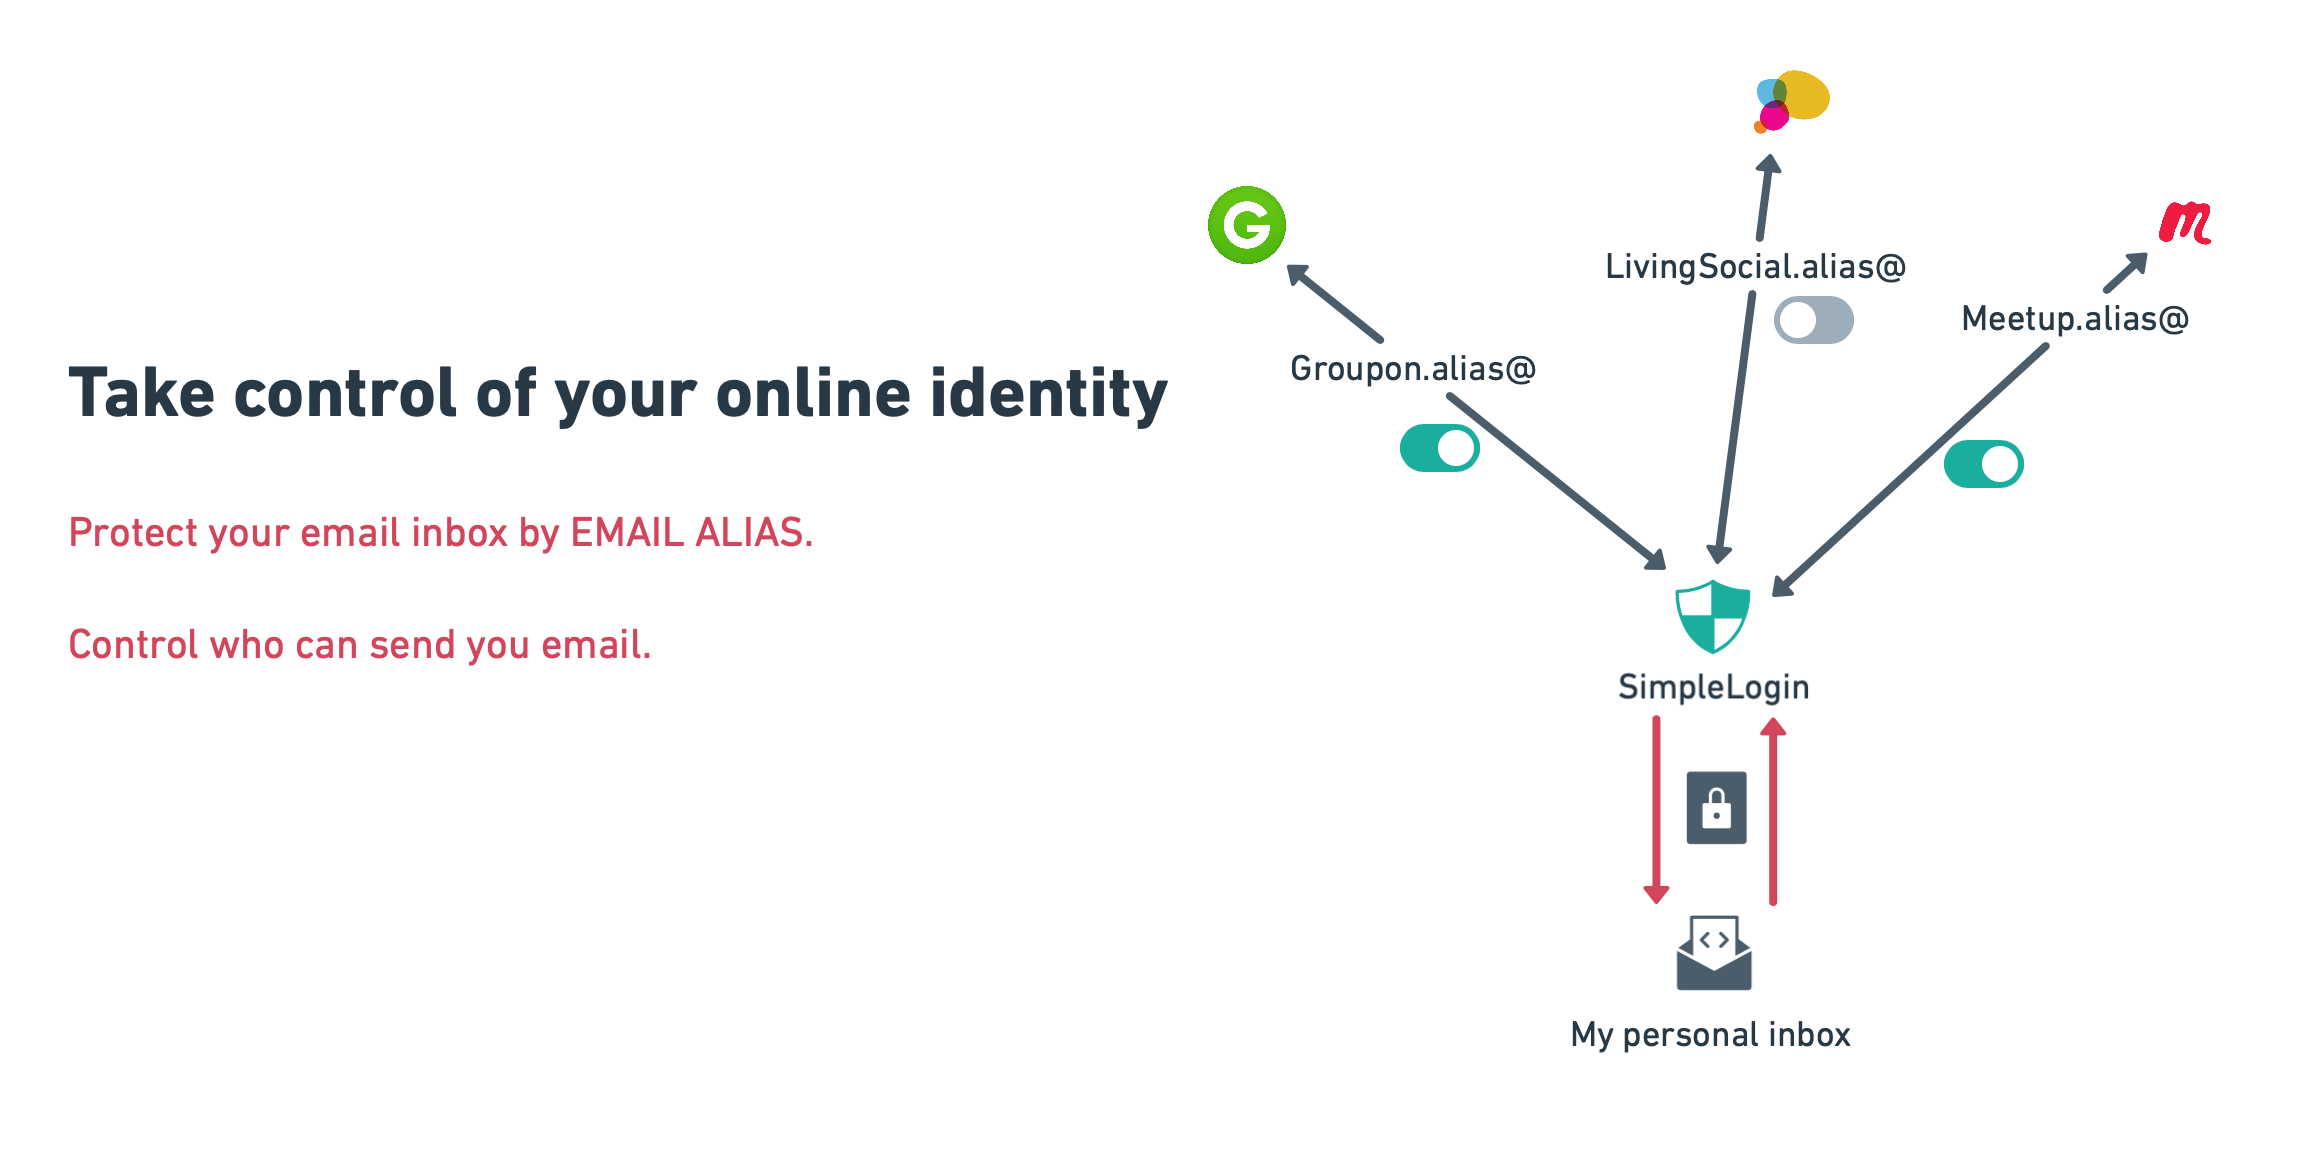 Take control of your online identity
Protect your email inbox by EMAIL ALIAS.
Control who can send you email.
G
LivingSocial.alias@
m
Meetup.alias@
Groupon.alias@
SimpleLogin
My personal inbox